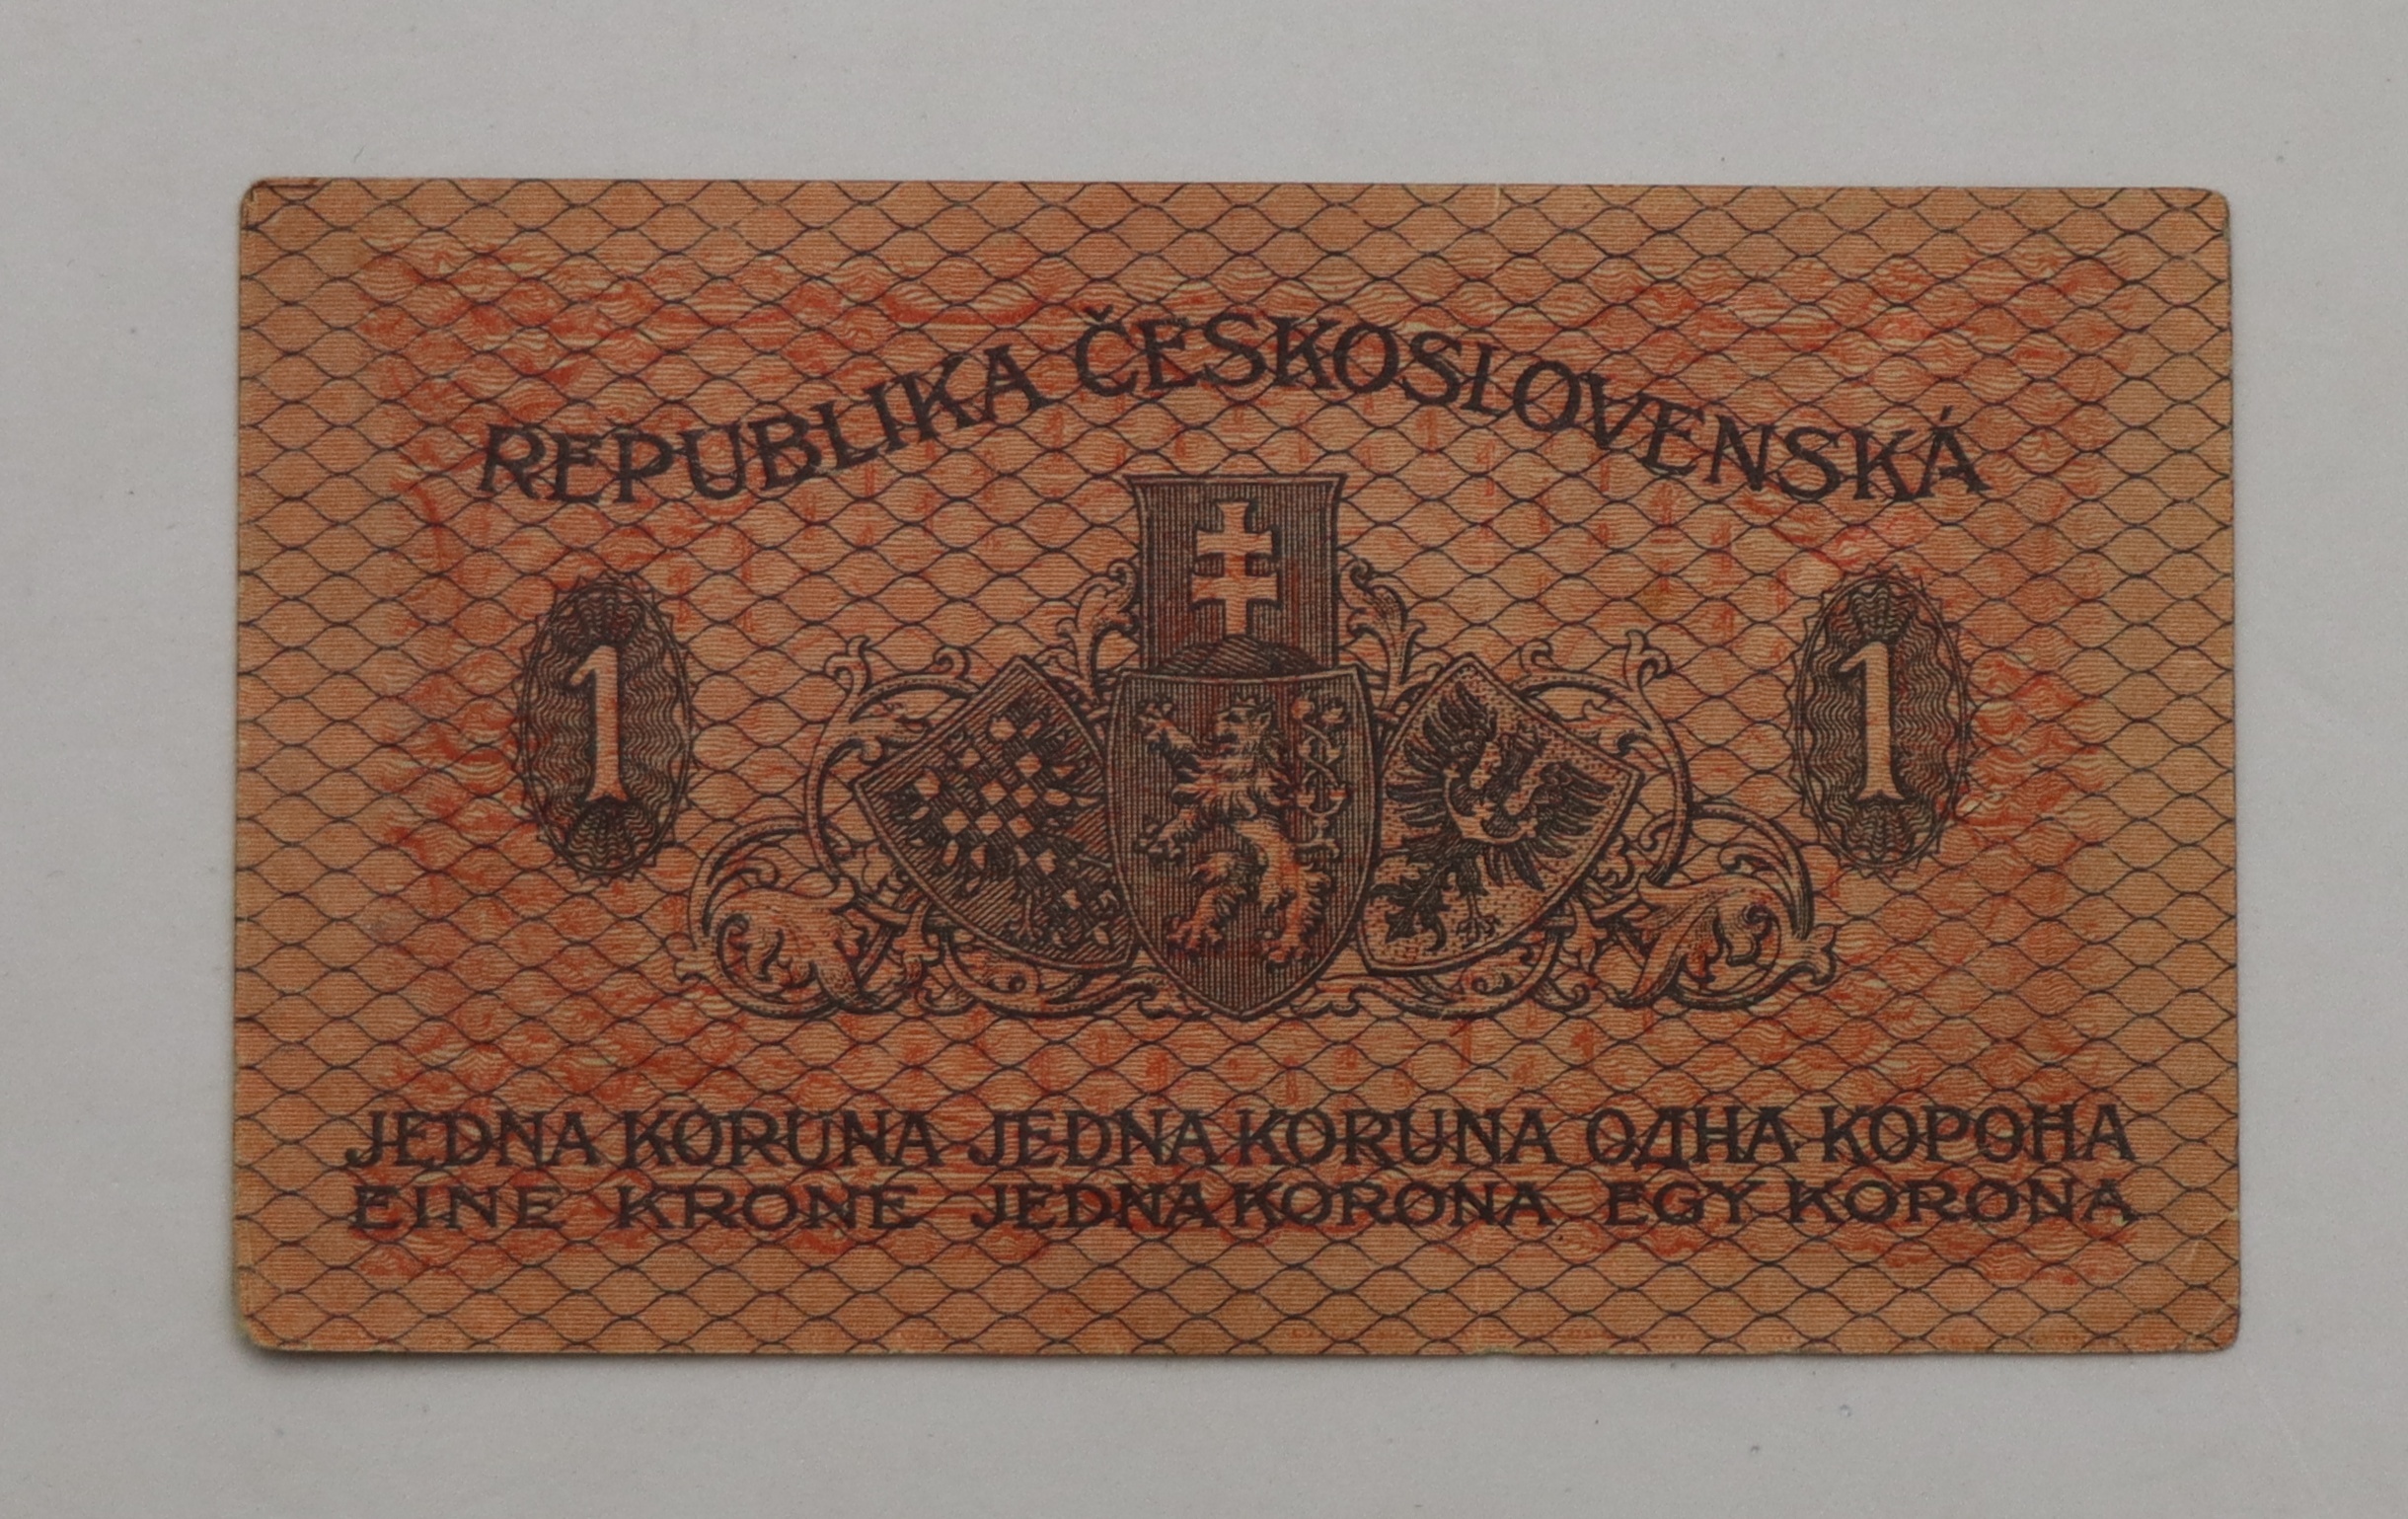 REPUBLIKA ČESKOSLOVENSKÁ
1 1
JEDNA KORUNA JEDNA KORUNA ОДНА КОРОНА
EINE KRONE JEDNA KORONA EGY KORONA